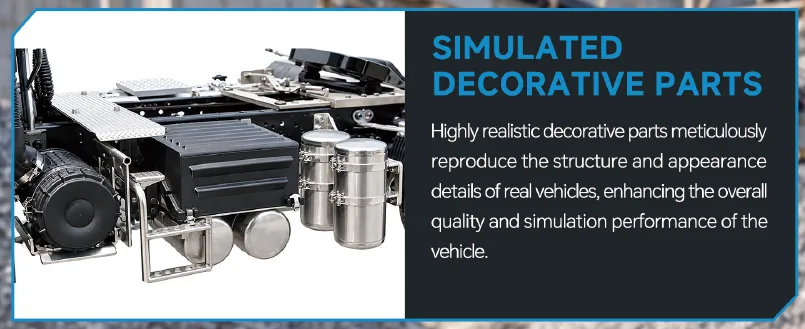 SIMULATED
DECORATIVE PARTS
Highly realistic decorative parts meticulously
reproduce the structure and appearance
details of real vehicles, enhancing the overall
quality and simulation performance of the
vehicle.